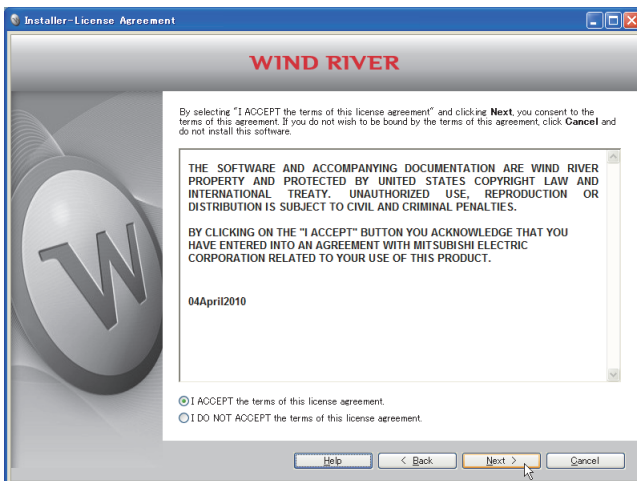 Installer-License Agreement
WIND RIVER
By selecting "I ACCEPT the terms of this license agreement" and clicking Next, you consent to the
terms of this agreement. If you do not wish to be bound by the terms of this agreement, click Cancel and
do not install this software.
THE SOFTWARE AND ACCOMPANYING DOCUMENTATION ARE WIND RIVER
PROPERTY AND PROTECTED BY UNITED STATES COPYRIGHT LAW AND
INTERNATIONAL TREATY. UNAUTHORIZED USE, REPRODUCTION OR
DISTRIBUTION IS SUBJECT TO CIVIL AND CRIMINAL PENALTIES.
BY CLICKING ON THE "I ACCEPT" BUTTON YOU ACKNOWLEDGE THAT YOU
HAVE ENTERED INTO AN AGREEMENT WITH MITSUBISHI ELECTRIC
CORPORATION RELATED TO YOUR USE OF THIS PRODUCT.
04April2010
W
I ACCEPT the terms of this license agreement.
I DO NOT ACCEPT the terms of this license agreement.
Help < Back Next > Cancel